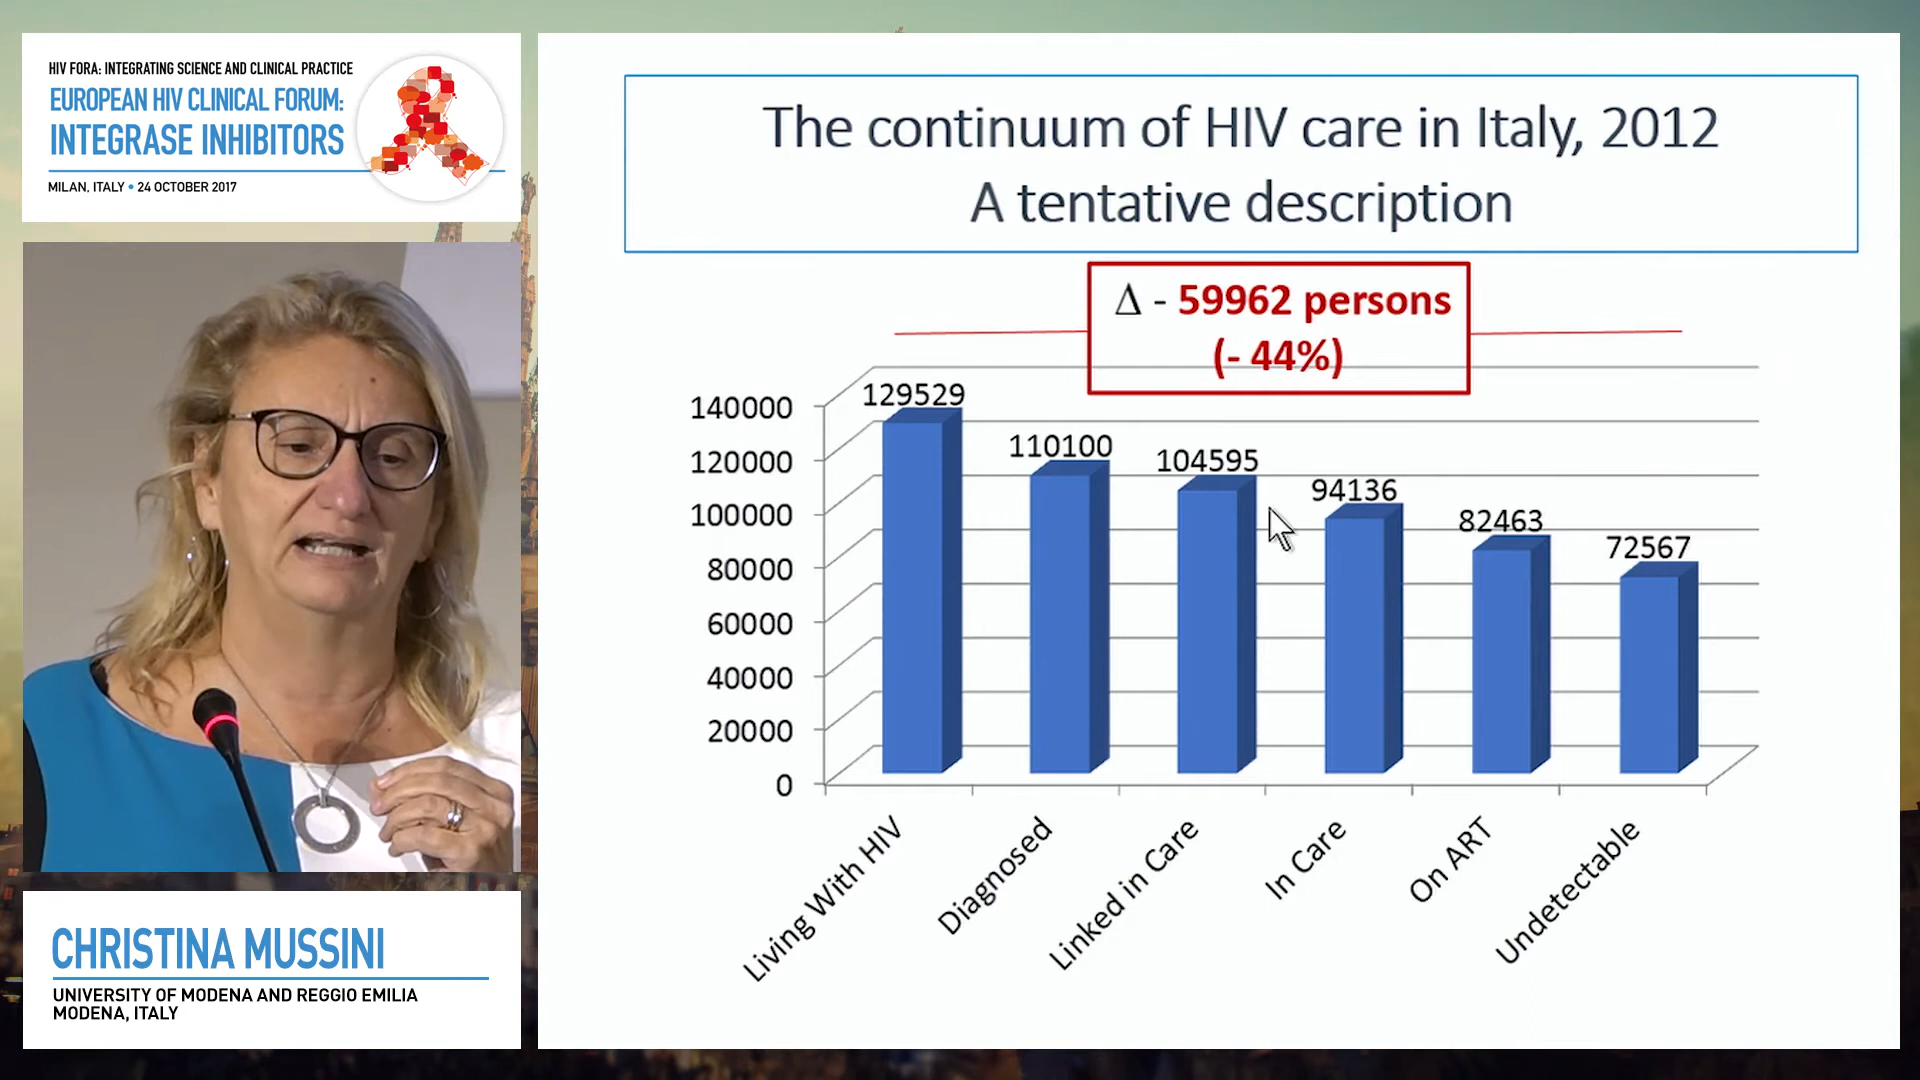 HIV FORA: INTEGRATING SCIENCE AND CLINICAL PRACTICE
EUROPEAN HIV CLINICAL FORUM:
INTEGRASE INHIBITORS
MILAN, ITALY • 24 OCTOBER 2017
The continuum of HIV care in Italy, 2012
A tentative description
Δ - 59962 persons
(- 44%)
140000
120000
100000
80000
60000
40000
20000
0
129529
110100
104595
94136
82463
72567
Living With HIV
Diagnosed
Linked in Care
In Care
On ART
Undetectable
CHRISTINA MUSSINI
UNIVERSITY OF MODENA AND REGGIO EMILIA
MODENA, ITALY